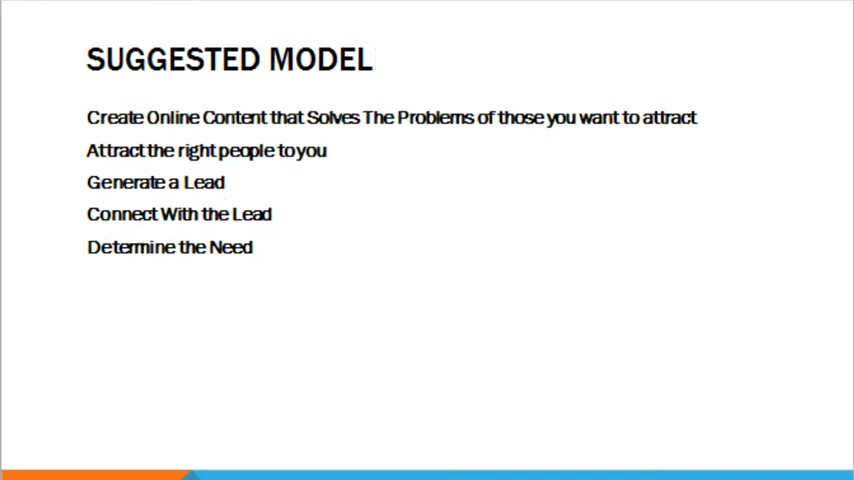 SUGGESTED MODEL
Create Online Content that Solves The Problems of those you want to attract
Attract the right people to you
Generate a Lead
Connect With the Lead
Determine the Need